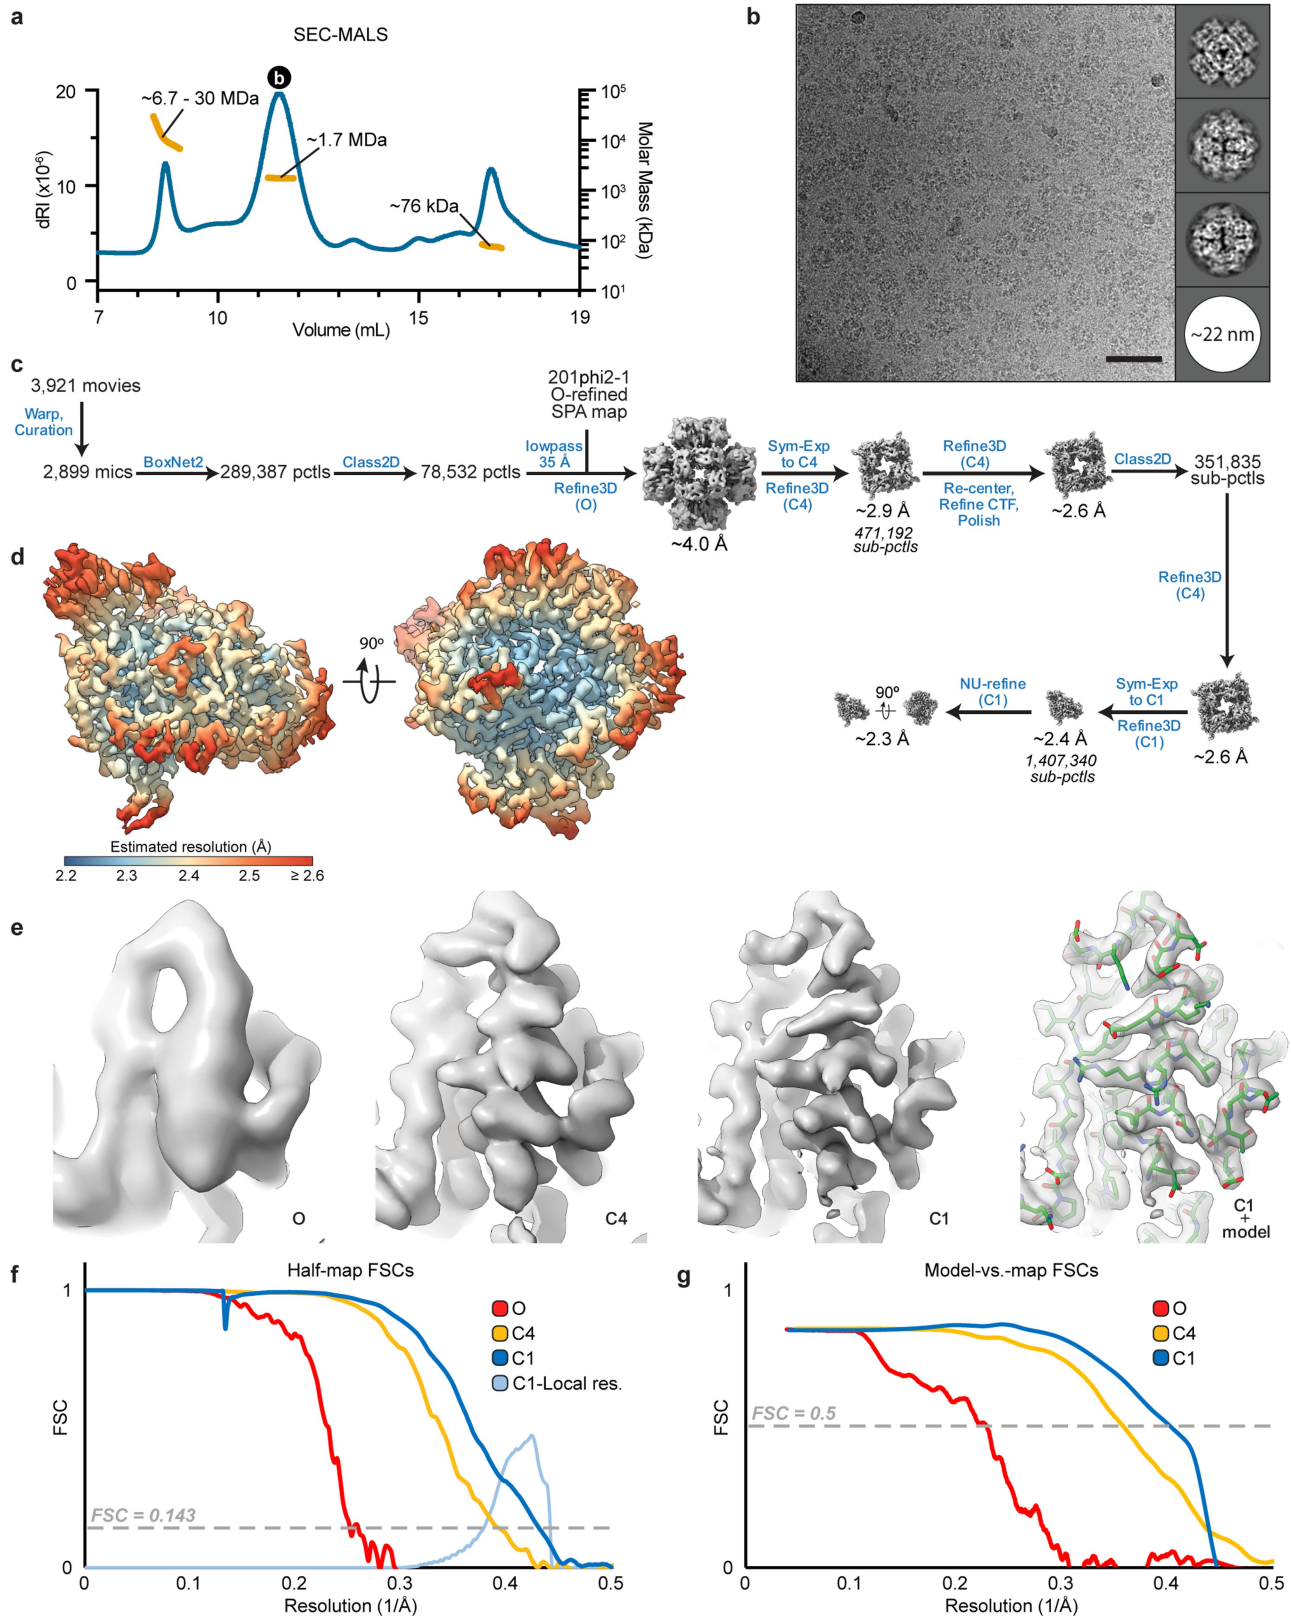 a
SEC-MALS
b
~6.7 - 30 MDa
~1.7 MDa
~76 kDa
20
10
0
dRI (x10⁻⁶)
10⁵
10⁴
10³
10²
10¹
Molar Mass (kDa)
7
10
15
19
Volume (mL)
b
~22 nm
c
3,921 movies
Warp,
Curation
2,899 mics
BoxNet2
289,387 pctls
Class2D
78,532 pctls
201phi2-1
O-refined
SPA map
lowpass
35 Å
Refine3D
(O)
~4.0 Å
Sym-Exp
to C4
Refine3D
(C4)
~2.9 Å
471,192
sub-pctls
Refine3D
(C4)
Re-center,
Refine CTF,
Polish
~2.6 Å
Class2D
351,835
sub-pctls
Refine3D
(C4)
~2.6 Å
Sym-Exp
to C1
Refine3D
(C1)
~2.4 Å
1,407,340
sub-pctls
NU-refine
(C1)
90º
~2.3 Å
d
90º
Estimated resolution (Å)
2.2
2.3
2.4
2.5
≥ 2.6
e
O
C4
C1
C1
+
model
f
Half-map FSCs
1
0
FSC
O
C4
C1
C1-Local res.
FSC = 0.143
0
0.1
0.2
0.3
0.4
0.5
Resolution (1/Å)
g
Model-vs.-map FSCs
1
0
FSC
O
C4
C1
FSC = 0.5
0
0.1
0.2
0.3
0.4
0.5
Resolution (1/Å)